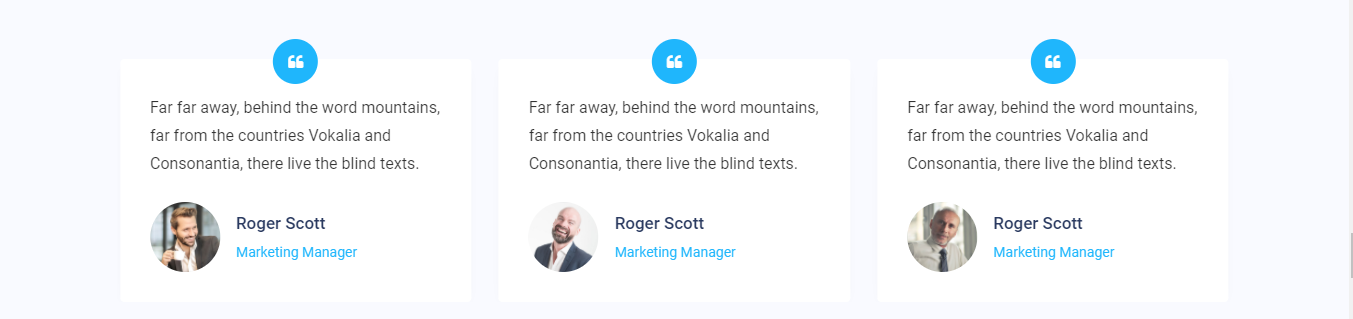 Far far away, behind the word mountains,
far from the countries Vokalia and
Consonantia, there live the blind texts.
Roger Scott
Marketing Manager
Far far away, behind the word mountains,
far from the countries Vokalia and
Consonantia, there live the blind texts.
Roger Scott
Marketing Manager
Far far away, behind the word mountains,
far from the countries Vokalia and
Consonantia, there live the blind texts.
Roger Scott
Marketing Manager